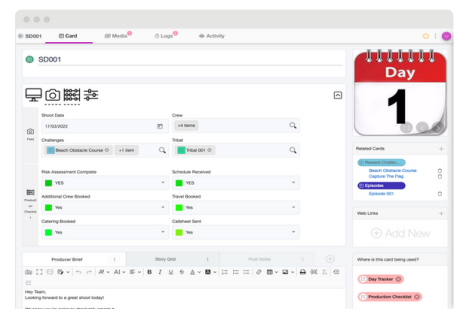 SD001
Card
Media
Logs
Activity
SD001
Day
1
Shoot Date
Crew
17/03/2022
+4 items
Challenges
Tribal
Beach Obstacle Course
+1 item
Tribal 001
Risk Assessment Complete
Schedule Received
YES
YES
Additional Crew Booked
Travel Booked
Yes
Yes
Catering Booked
Callsheet Sent
Yes
Yes
Related Cards
Beach Obstacle Course
Capture The Flag
Episodes
Episode 001
Web Links
Add New
Where is this card being used?
Day Tracker
Production Checklist
Producer Brief
Story Grid
Post Notes
Hey Team,
Looking forward to a great shoot today!